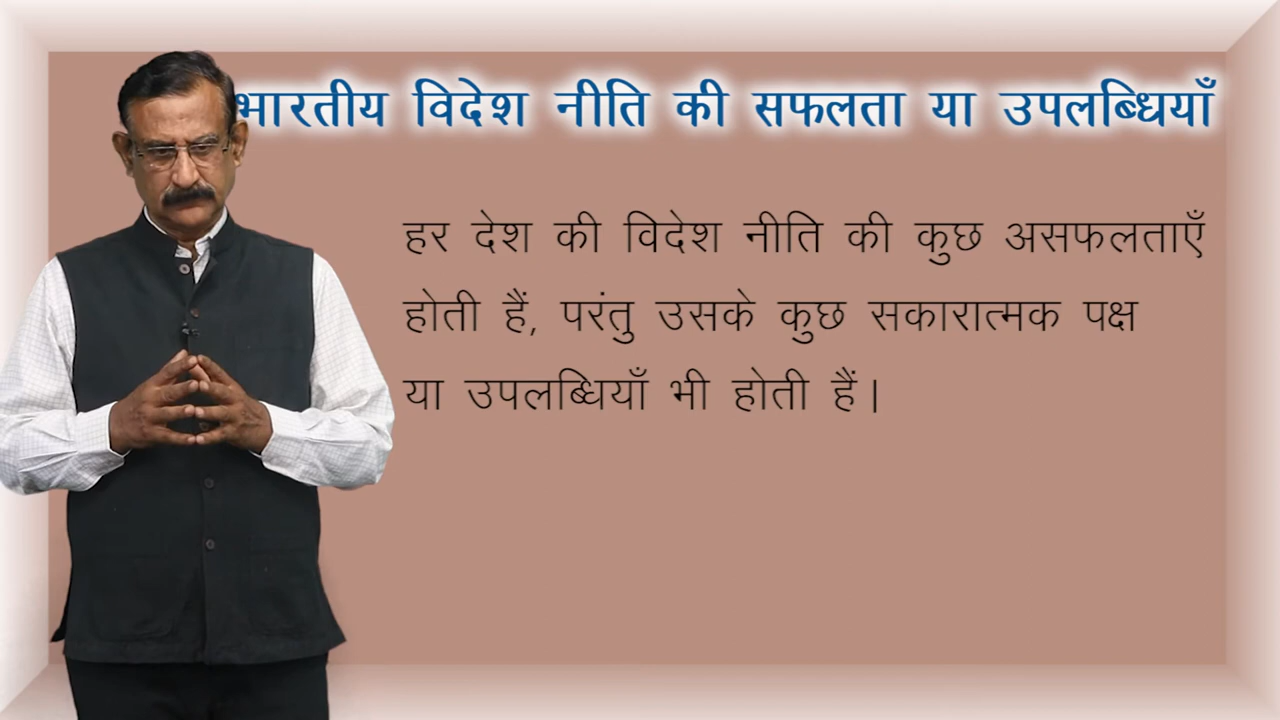 भारतीय विदेश नीति की सफलता या उपलब्धियाँ
हर देश की विदेश नीति की कुछ असफलताएँ
होती हैं, परंतु उसके कुछ सकारात्मक पक्ष
या उपलब्धियाँ भी होती हैं।